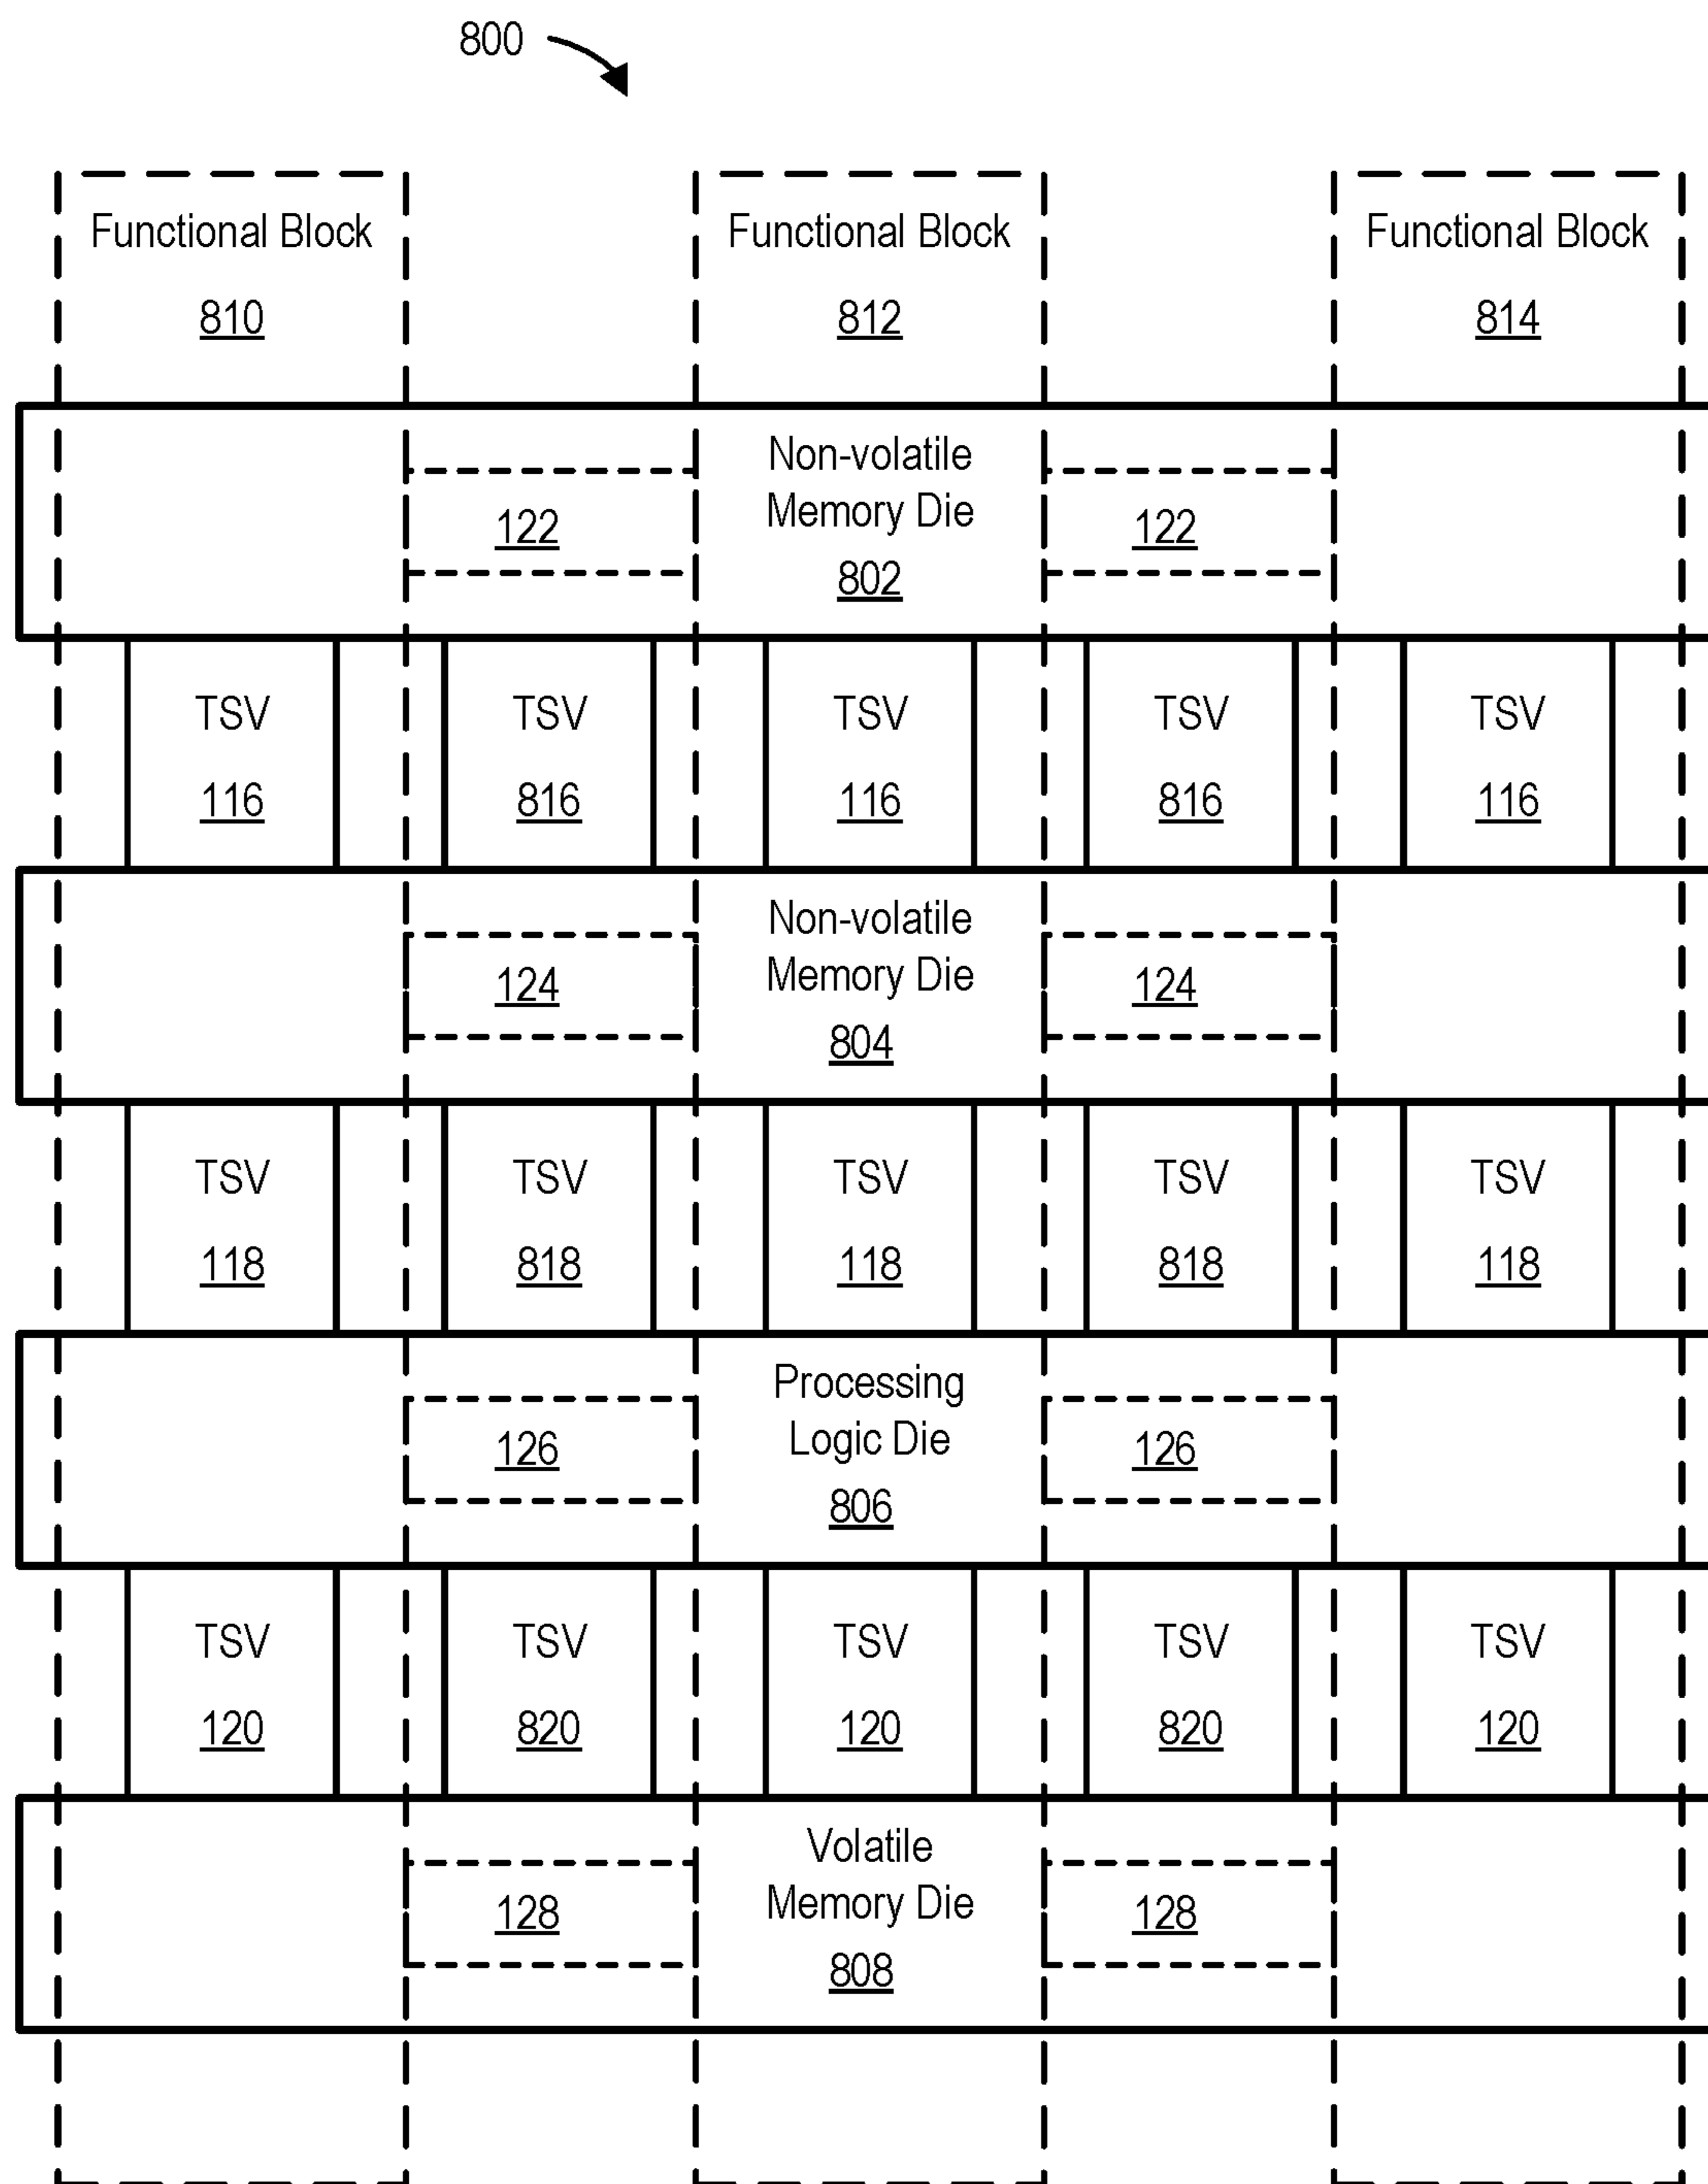 800
Functional Block
810
Functional Block
812
Functional Block
814
Non-volatile
Memory Die
802
122
122
TSV
116
TSV
816
TSV
116
TSV
816
TSV
116
Non-volatile
Memory Die
804
124
124
TSV
118
TSV
818
TSV
118
TSV
818
TSV
118
Processing
Logic Die
806
126
126
TSV
120
TSV
820
TSV
120
TSV
820
TSV
120
Volatile
Memory Die
808
128
128